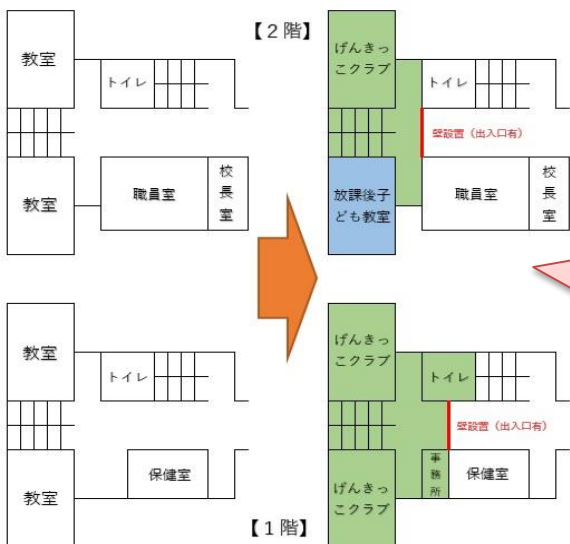 【２階】
教室
トイレ
教室
職員室
校
長
室
げんきっ
こクラブ
トイレ
壁設置（出入口有）
放課後子
ども教室
職員室
校
長
室
教室
トイレ
教室
保健室
げんきっ
こクラブ
トイレ
壁設置（出入口有）
げんきっ
こクラブ
事
務
所
保健室
【１階】